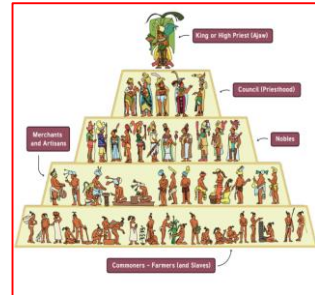 King or High Priest (Ajaw)
Council (Priesthood)
Merchants
and Artisans
Nobles
Commoners - Farmers (and Slaves)